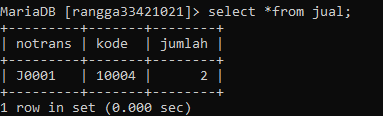 MariaDB [rangga33421021]> select *from jual;
+---------+-------+--------+
| notrans | kode  | jumlah |
+---------+-------+--------+
| J0001   | 10004 |      2 |
+---------+-------+--------+
1 row in set (0.000 sec)